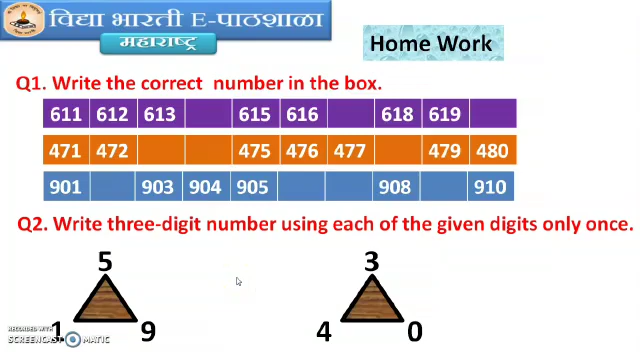 विद्या भारती E-पाठशाळा
महाराष्ट्र
Home Work
Q1. Write the correct number in the box.
611 612 613 615 616 618 619
471 472 475 476 477 479 480
901 903 904 905 908 910
Q2. Write three-digit number using each of the given digits only once.
5 3
1 9 4 0
RECORDED WITH
SCREENCAST MATIC